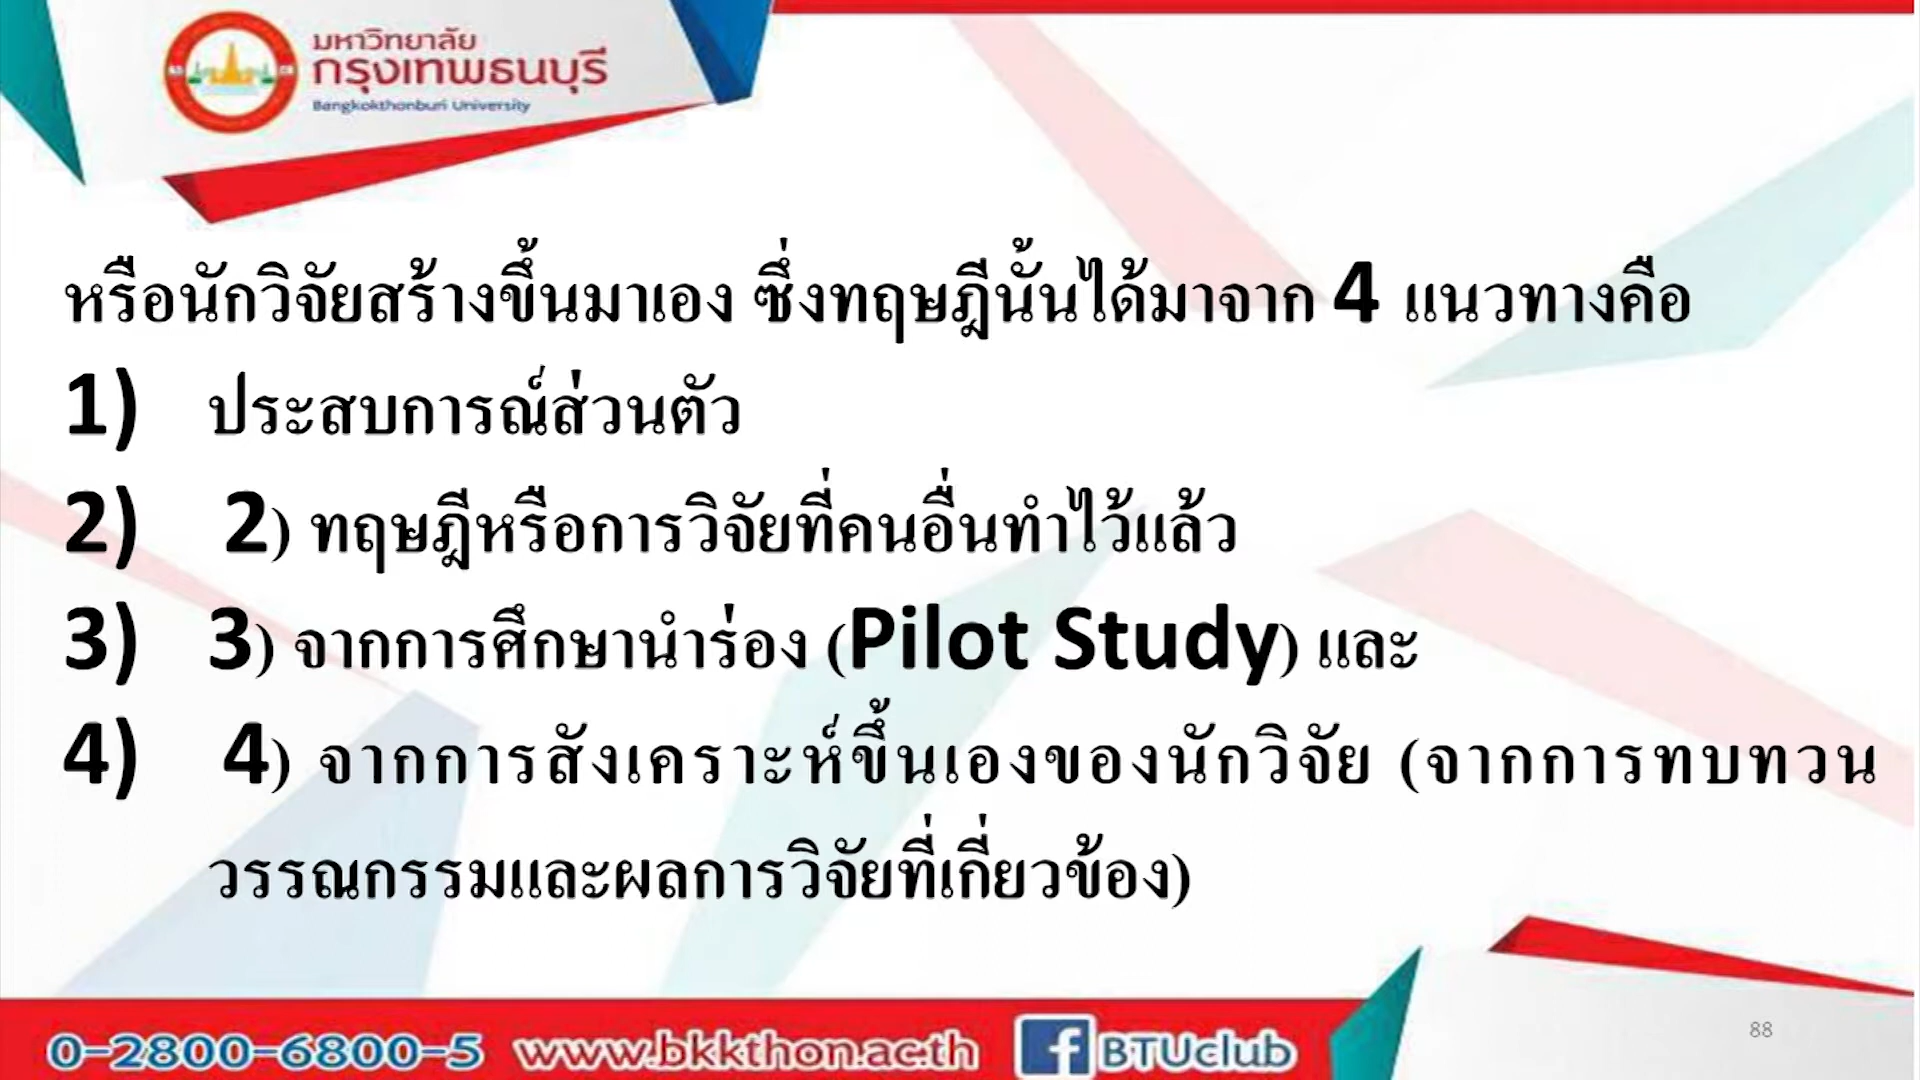 มหาวิทยาลัย
กรุงเทพธนบุรี
Bangkokthonburi University
หรือนักวิจัยสร้างขึ้นมาเอง ซึ่งทฤษฎีนั้นได้มาจาก 4 แนวทางคือ
1) ประสบการณ์ส่วนตัว
2) 2) ทฤษฎีหรือการวิจัยที่คนอื่นทำไว้แล้ว
3) 3) จากการศึกษานำร่อง (Pilot Study) และ
4) 4) จากการสังเคราะห์ขึ้นเองของนักวิจัย (จากการทบทวน
วรรณกรรมและผลการวิจัยที่เกี่ยวข้อง)
88
0-2800-6800-5 www.bkkthon.ac.th f BTUclub